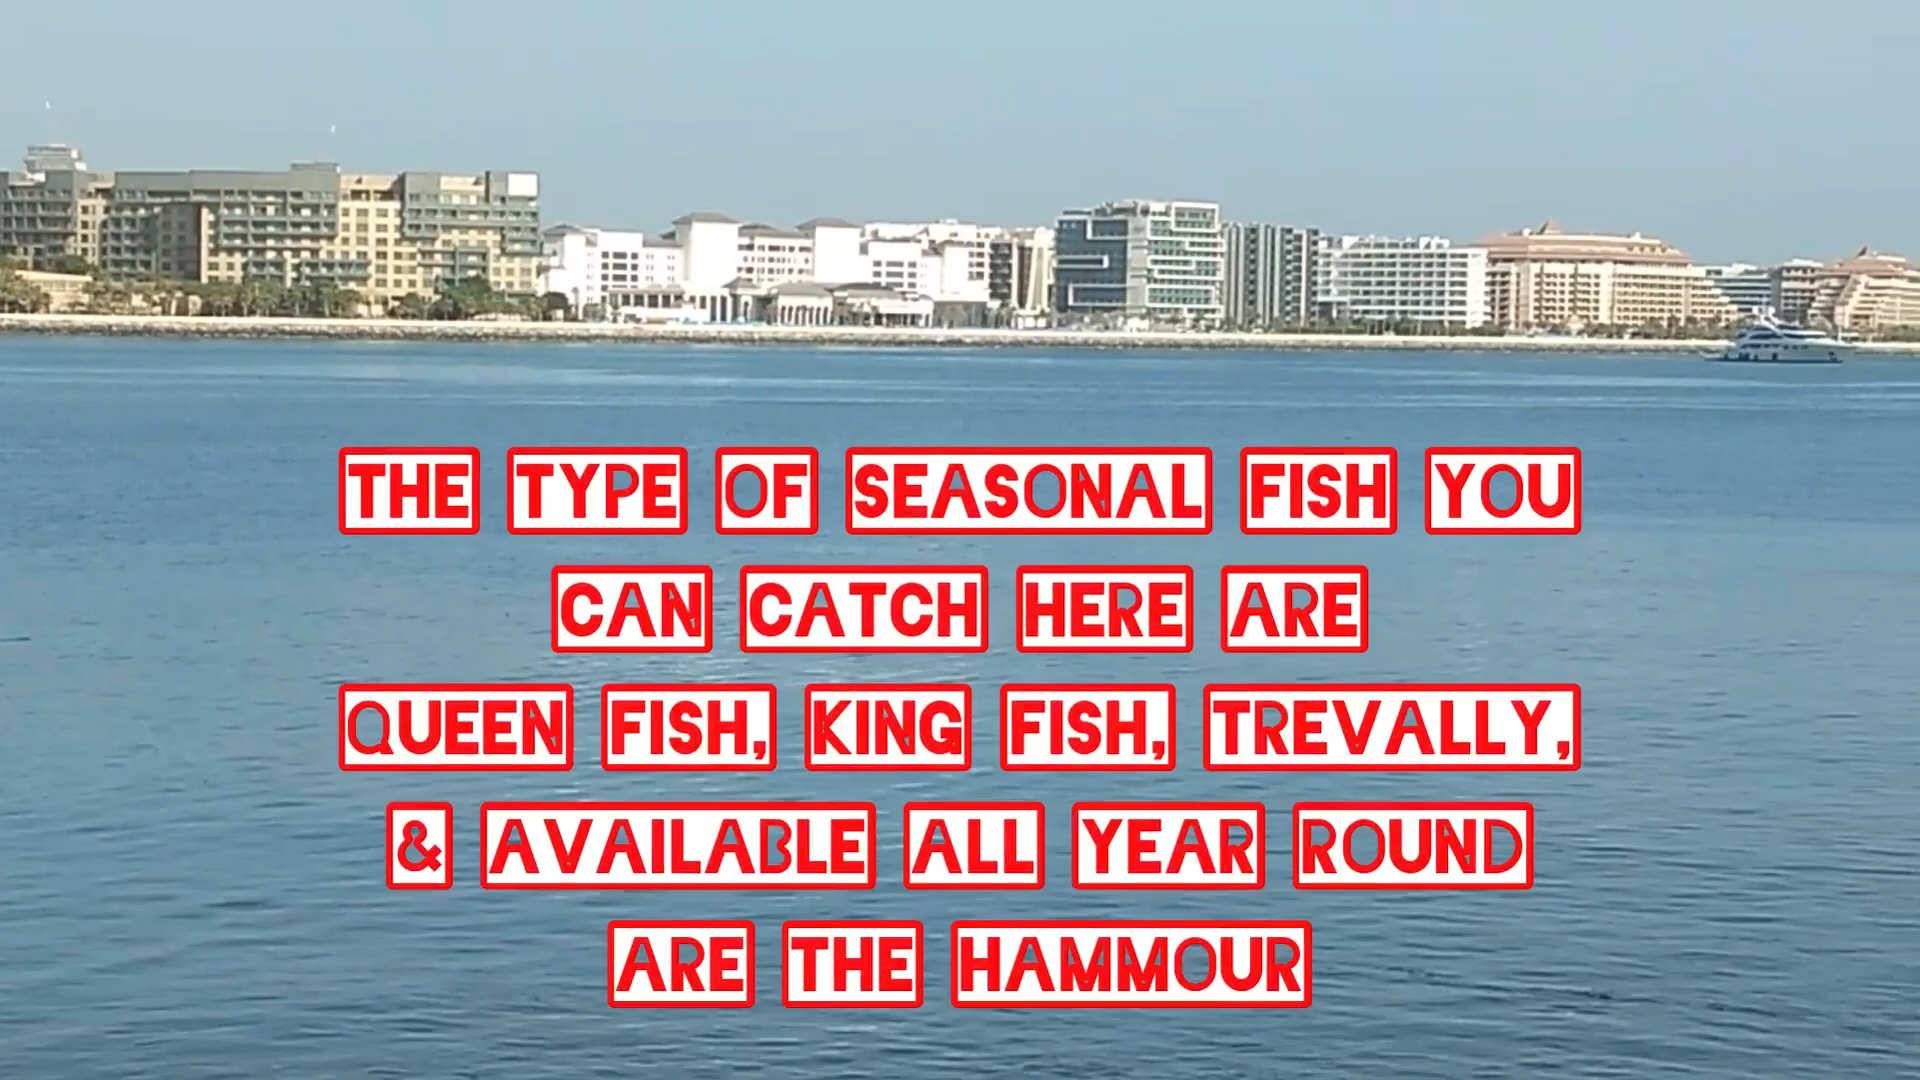 THE TYPE OF SEASONAL FISH YOU
CAN CATCH HERE ARE
QUEEN FISH, KING FISH, TREVALLY,
& AVAILABLE ALL YEAR ROUND
ARE THE HAMMOUR